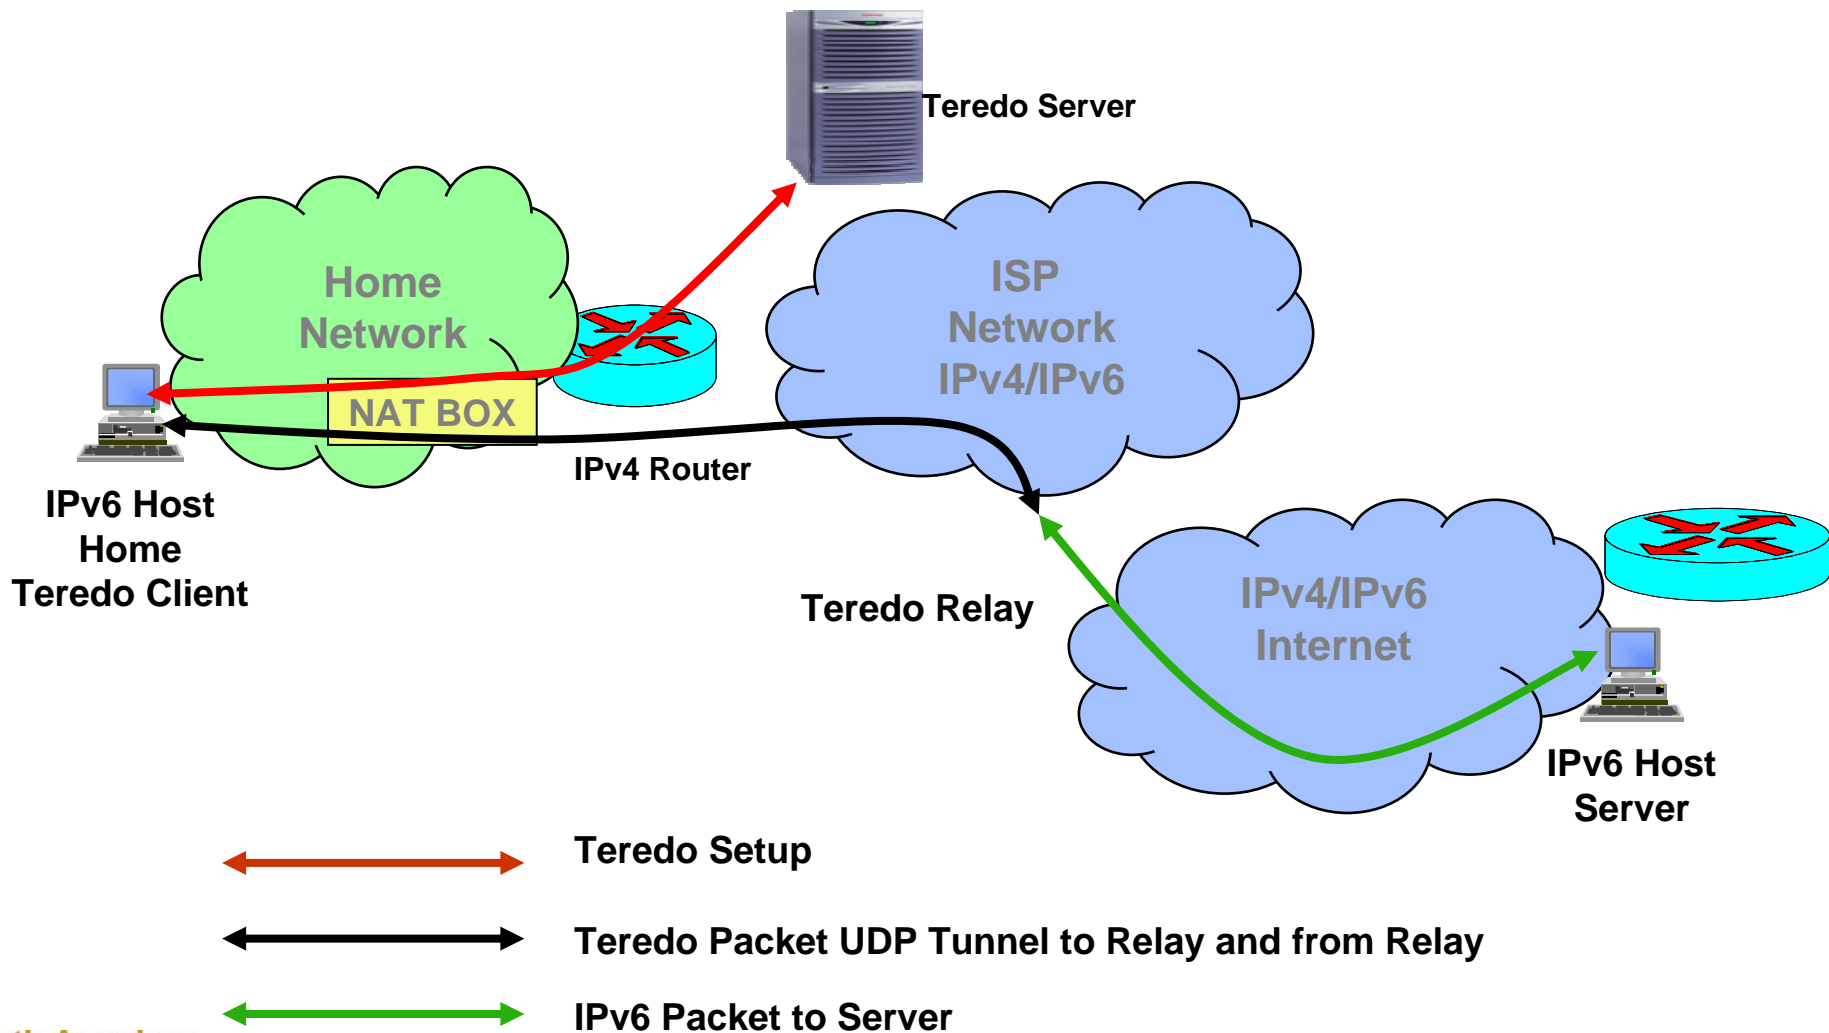 Teredo Server
Home
Network
ISP
Network
IPv4/IPv6
NAT BOX
IPv4 Router
IPv6 Host
Home
Teredo Client
Teredo Relay
IPv4/IPv6
Internet
IPv6 Host
Server
Teredo Setup
Teredo Packet UDP Tunnel to Relay and from Relay
IPv6 Packet to Server